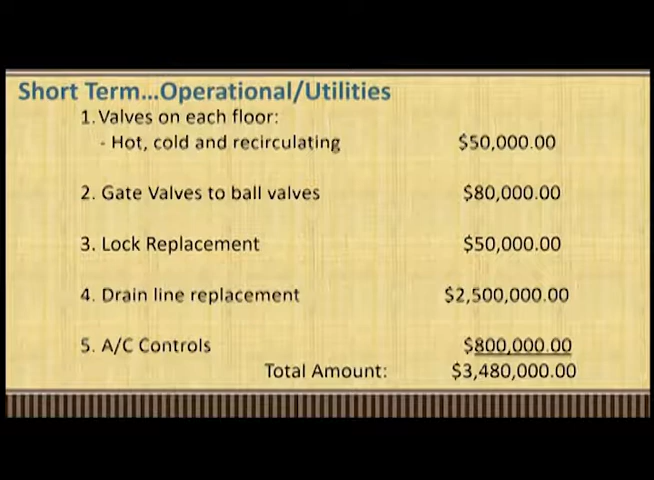 Short Term...Operational/Utilities
1. Valves on each floor:
- Hot, cold and recirculating $50,000.00
2. Gate Valves to ball valves $80,000.00
3. Lock Replacement $50,000.00
4. Drain line replacement $2,500,000.00
5. A/C Controls $800,000.00
Total Amount: $3,480,000.00